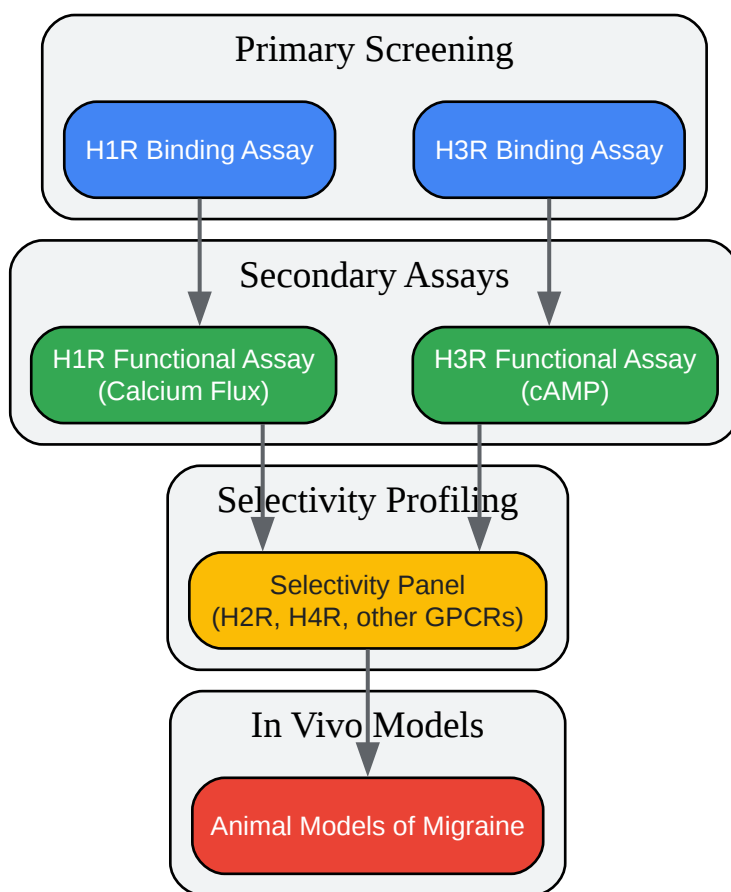 Primary Screening
H1R Binding Assay
H3R Binding Assay
Secondary Assays
H1R Functional Assay
(Calcium Flux)
H3R Functional Assay
(cAMP)
Selectivity Profiling
Selectivity Panel
(H2R, H4R, other GPCRs)
In Vivo Models
Animal Models of Migraine